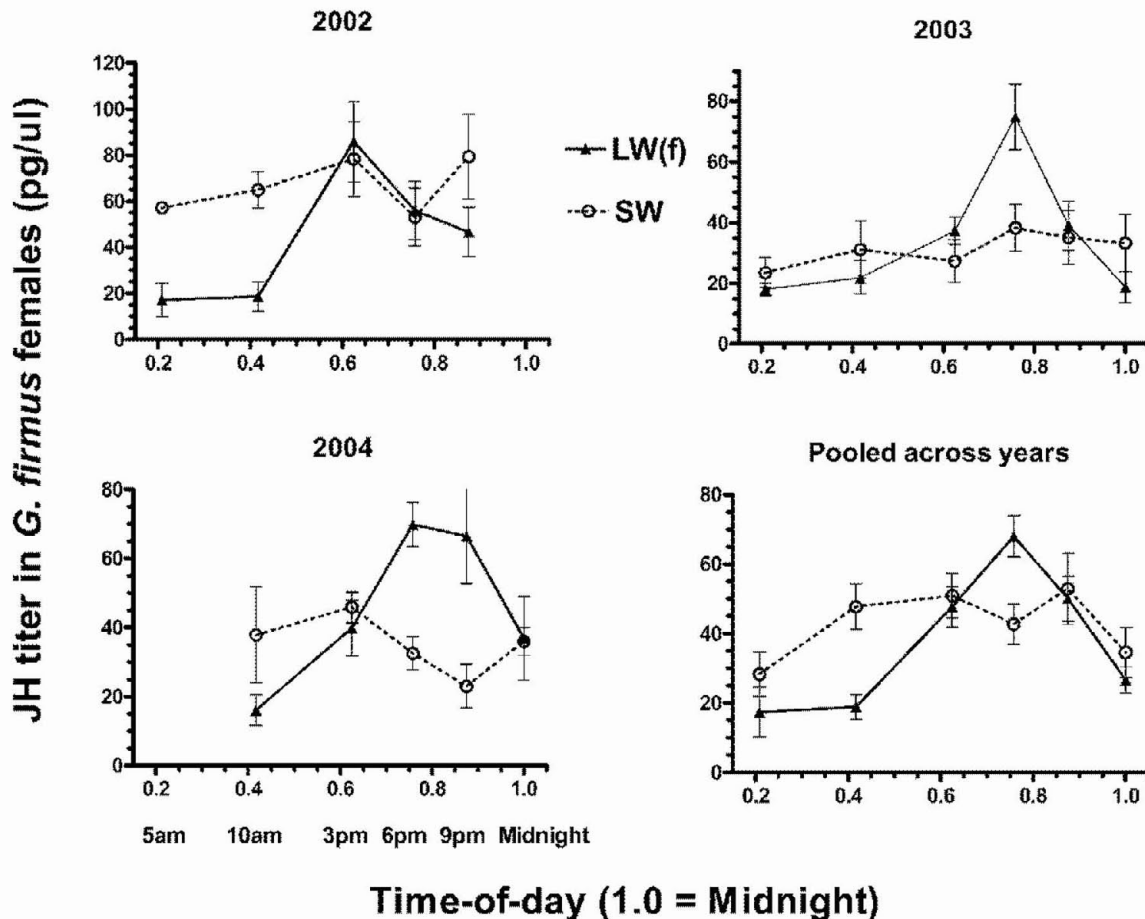 2002
2003
JH titer in G. firmus females (pg/ul)
120
100
80
60
40
20
0
0.2 0.4 0.6 0.8 1.0
LW(f)
SW
80
60
40
20
0
0.2 0.4 0.6 0.8 1.0
2004
Pooled across years
80
60
40
20
0
0.2 0.4 0.6 0.8 1.0
5am 10am 3pm 6pm 9pm Midnight
80
60
40
20
0
0.2 0.4 0.6 0.8 1.0
Time-of-day (1.0 = Midnight)